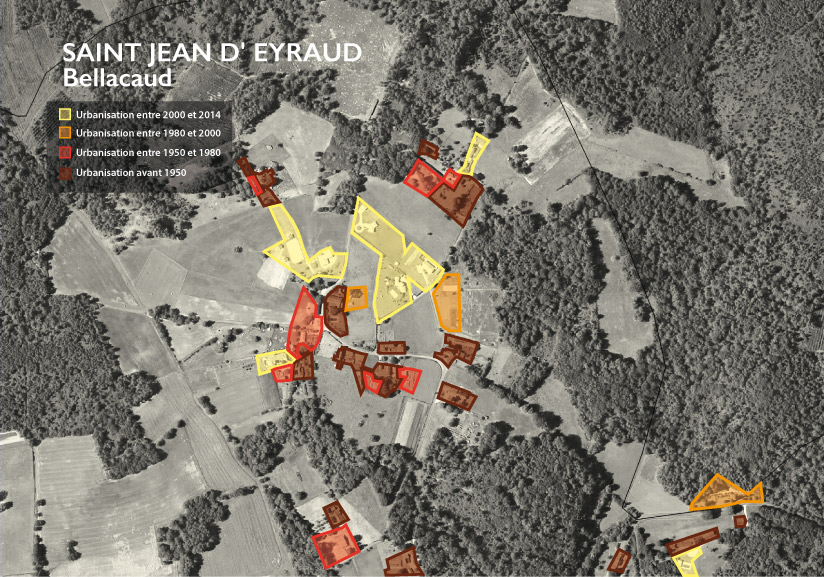 SAINT JEAN D' EYRAUD
Bellacaud
Urbanisation entre 2000 et 2014
Urbanisation entre 1980 et 2000
Urbanisation entre 1950 et 1980
Urbanisation avant 1950